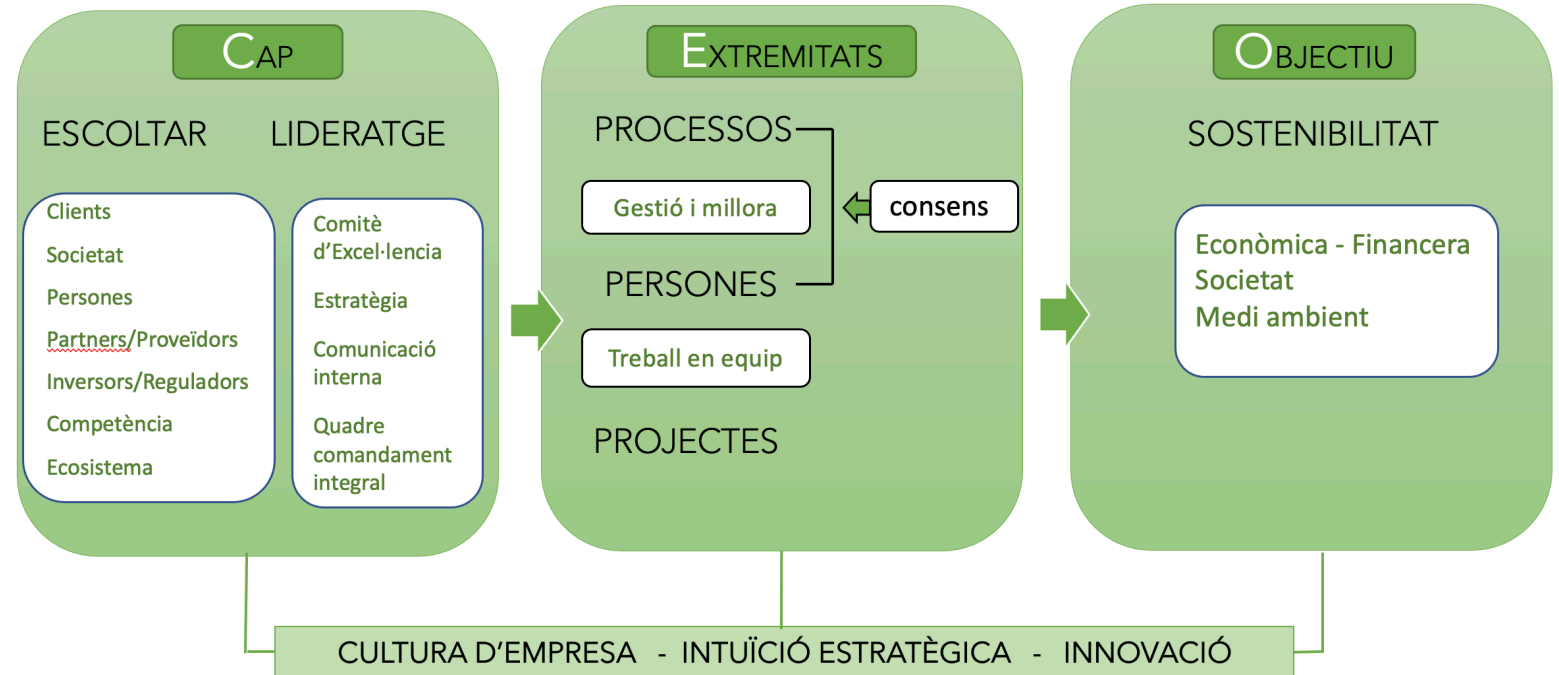 CAP
ESCOLTAR
LIDERATGE
Clients
Societat
Persones
Partners/Proveïdors
Inversors/Reguladors
Competència
Ecosistema
Comitè
d'Excel·lencia
Estratègia
Comunicació
interna
Quadre
comandament
integral
EXTREMITATS
PROCESSOS
Gestió i millora
consens
PERSONES
Treball en equip
PROJECTES
OBJECTIU
SOSTENIBILITAT
Econòmica - Financera
Societat
Medi ambient
CULTURA D'EMPRESA - INTUÏCIÓ ESTRATÈGICA - INNOVACIÓ